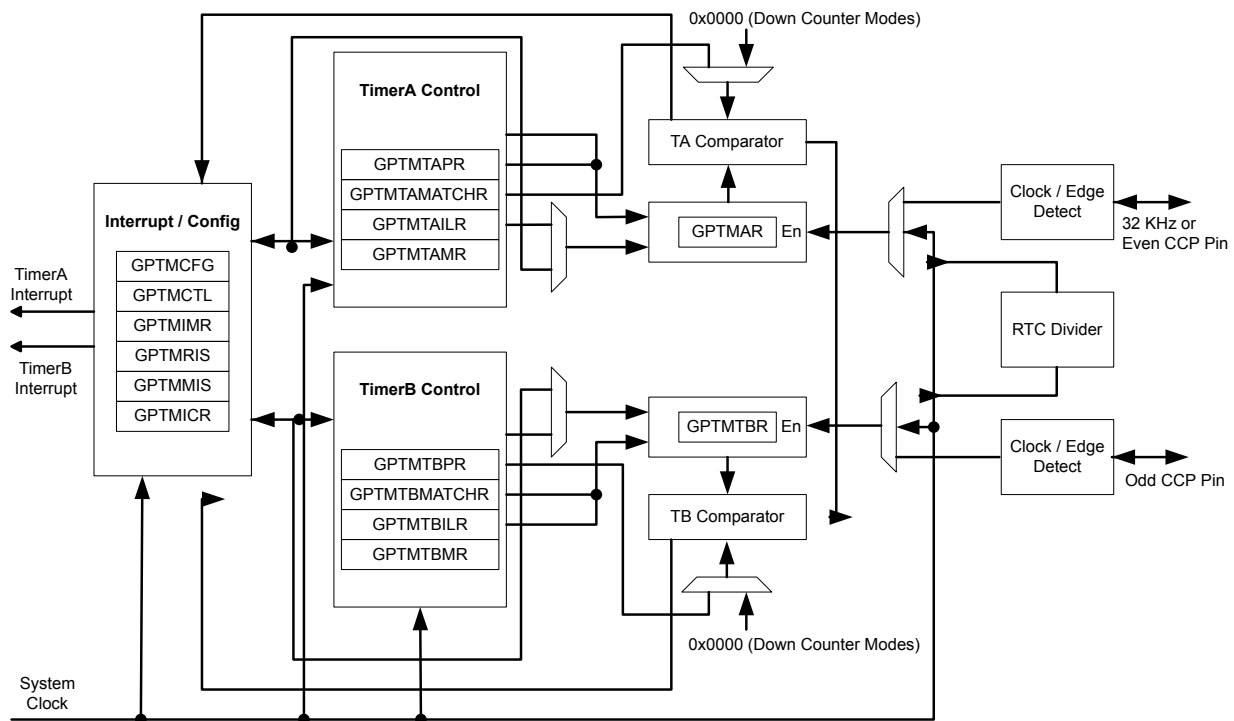 0x0000 (Down Counter Modes)
TimerA Control
GPTMTAPR
GPTMTAMATCHR
GPTMTAILR
GPTMTAMR
TA Comparator
GPTMAR
En
Clock / Edge
Detect
32 KHz or
Even CCP Pin
Interrupt / Config
GPTMCFG
GPTMCTL
GPTMIMR
GPTMRIS
GPTMMIS
GPTMICR
TimerA
Interrupt
TimerB
Interrupt
RTC Divider
TimerB Control
GPTMTBPR
GPTMTBMATCHR
GPTMTBILR
GPTMTBMR
GPTMTBR
En
TB Comparator
Clock / Edge
Detect
Odd CCP Pin
0x0000 (Down Counter Modes)
System
Clock